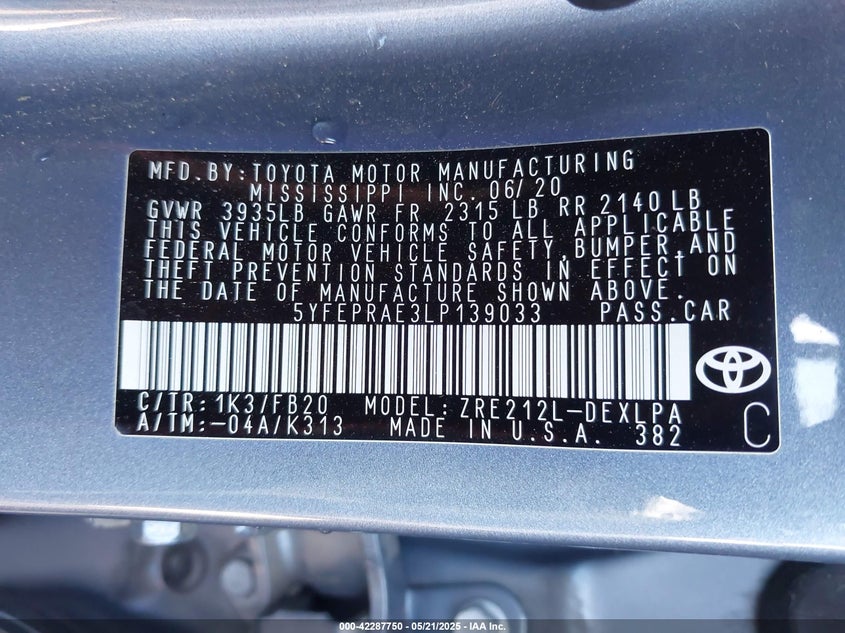 MFD.BY:TOYOTA MOTOR MANUFACTURING
MISSISSIPPI INC. 06/20
GVWR 3935LB GAWR FR 2315 LB RR 2140 LB
THIS VEHICLE CONFORMS TO ALL APPLICABLE
FEDERAL MOTOR VEHICLE SAFETY,BUMPER,AND
THEFT PREVENTION STANDARDS IN EFFECT ON
THE DATE OF MANUFACTURE SHOWN ABOVE.
5YFEPRAE3LP139033 PASS.CAR
C/TR:1K3/FB20 MODEL:ZRE212L-DEXLPA
A/TM:-04A/K313 MADE IN U.S.A. 382
C
000-42287750 - 05/21/2025 - IAA Inc.